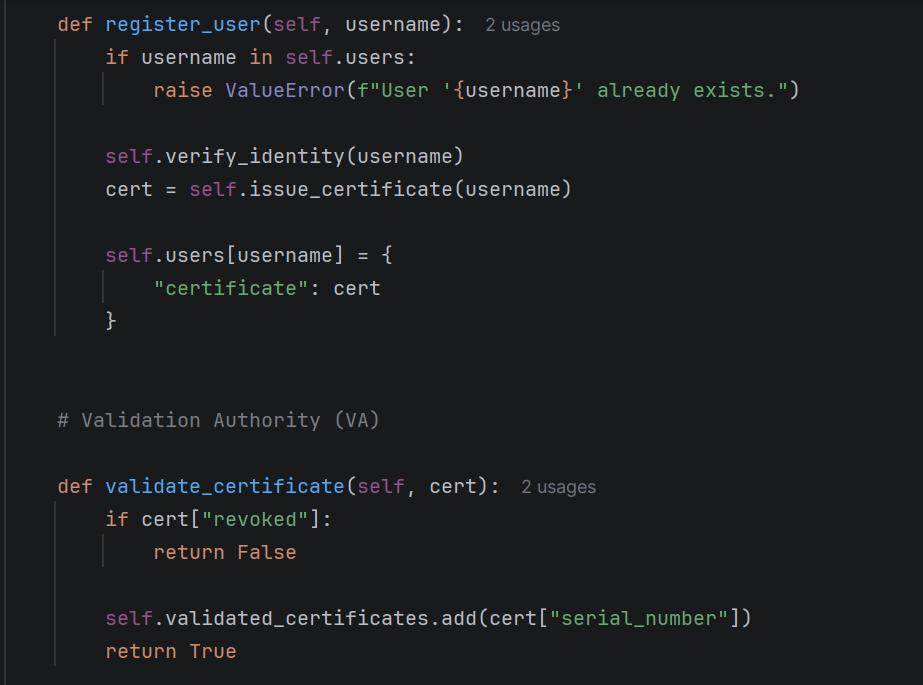 def register_user(self, username): 2 usages
if username in self.users:
raise ValueError(f"User '{username}' already exists.")
self.verify_identity(username)
cert = self.issue_certificate(username)
self.users[username] = {
"certificate": cert
}
# Validation Authority (VA)
def validate_certificate(self, cert): 2 usages
if cert["revoked"]:
return False
self.validated_certificates.add(cert["serial_number"])
return True